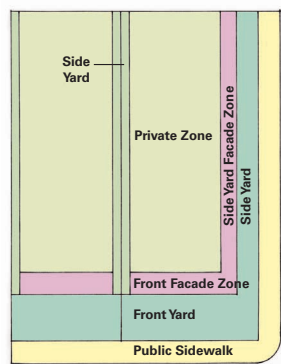 Side
Yard
Private Zone
Side Yard Facade Zone
Side Yard
Front Facade Zone
Front Yard
Public Sidewalk